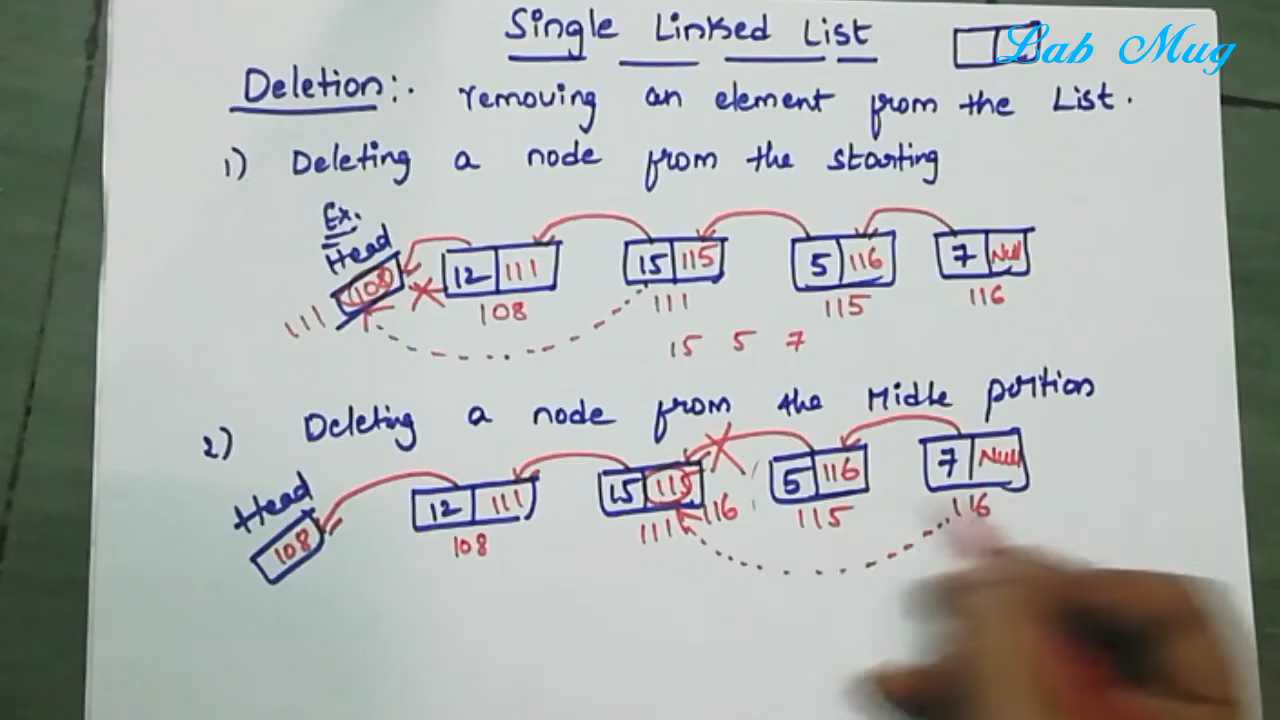 Single Linked List
Lab Mug
Deletion:- removing an element from the List.
1) Deleting a node from the starting
Ex.
Head
108 12 111 15 115 5 116 7 Null
111 108 111 115 116
15 5 7
2) Deleting a node from the Midle portion
Head
108 12 111 15 115 5 116 7 Null
108 111 116 115 116